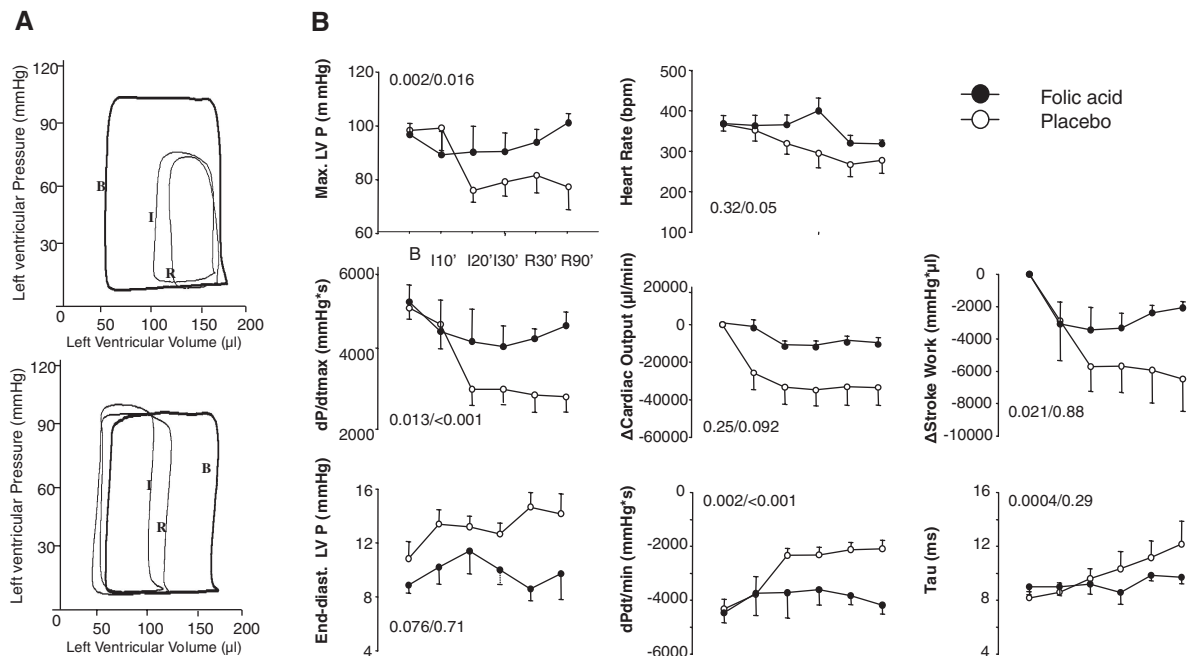 A
Left ventricular Pressure (mmHg)
120
90
60
30
B
I
R
0
50
100
150
200
Left Ventricular Volume (µl)
Left ventricular Pressure (mmHg)
120
90
60
30
B
I
R
0
50
100
150
200
Left Ventricular Volume (µl)
B
Max. LV P (m mHg)
120
100
80
60
0.002/0.016
Heart Rate (bpm)
500
400
300
200
100
0.32/0.05
Folic acid
Placebo
B I10' I20' I30' R30' R90'
dP/dtmax (mmHg*s)
6000
4000
2000
0.013/<0.001
ΔCardiac Output (µl/min)
20000
0
-20000
-40000
-60000
0.25/0.092
ΔStroke Work (mmHg*µl)
0
-2000
-4000
-6000
-8000
-10000
0.021/0.88
End-diast. LV P (mmHg)
16
12
8
4
0.076/0.71
dPdt/min (mmHg*s)
0
-2000
-4000
-6000
0.002/<0.001
Tau (ms)
16
12
8
4
0.0004/0.29